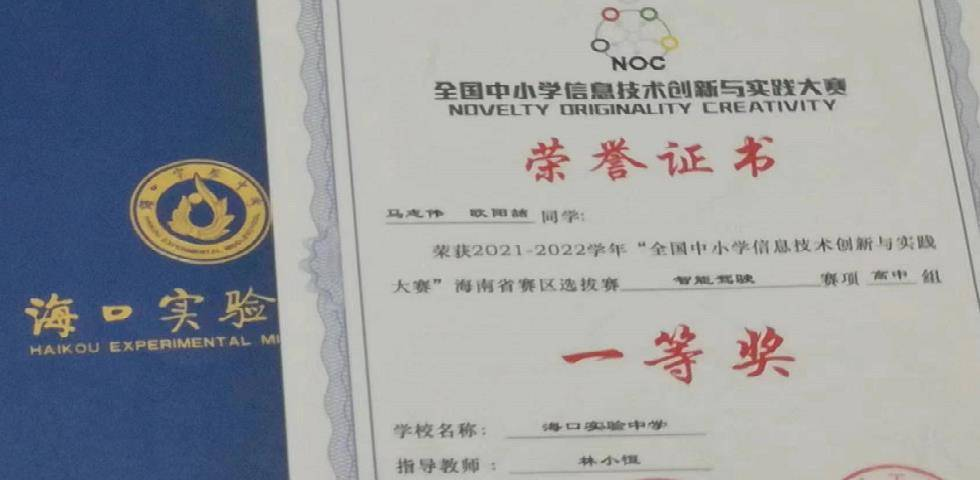 NOC
全国中小学信息技术创新与实践大赛
NOVELTY ORIGINALITY CREATIVITY
荣誉证书
马志伟 欧阳喆 同学:
荣获2021-2022学年“全国中小学信息技术创新与实践
大赛”海南省赛区选拔赛 智能驾驶 赛项 高中 组
一等奖
学校名称: 海口实验中学
指导教师: 林小恒
海口实验
HAIKOU EXPERIMENTAL MI